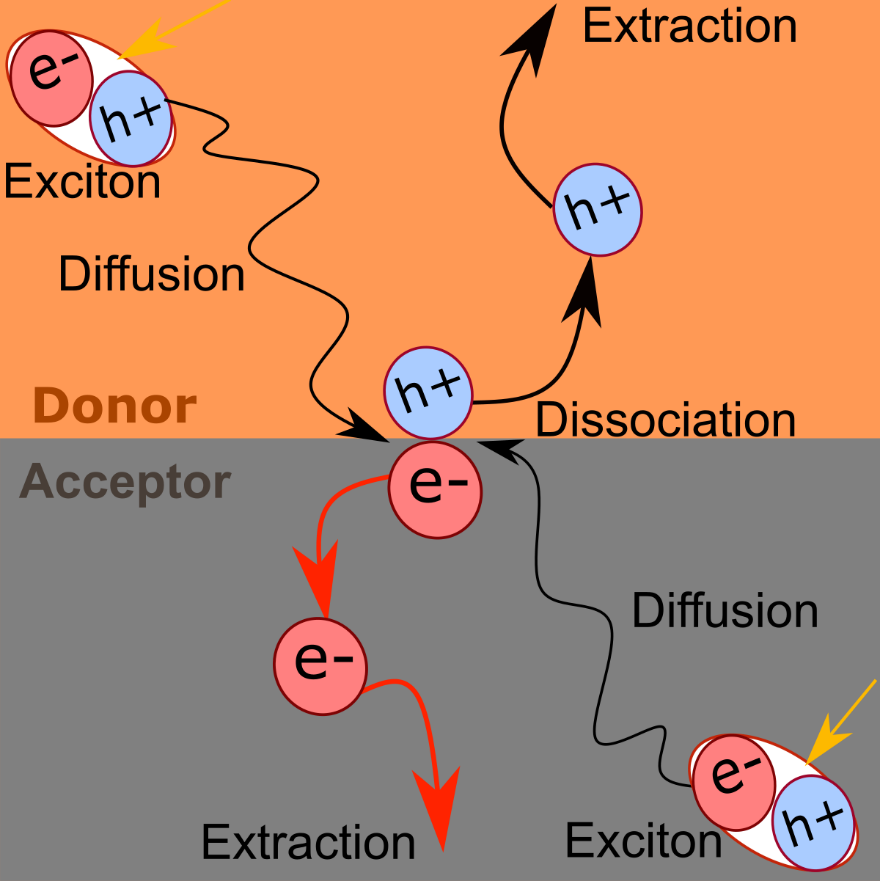 Extraction
e-
h+
Exciton
h+
Diffusion
h+
Donor
Dissociation
Acceptor
e-
Diffusion
e-
e-
h+
Extraction
Exciton